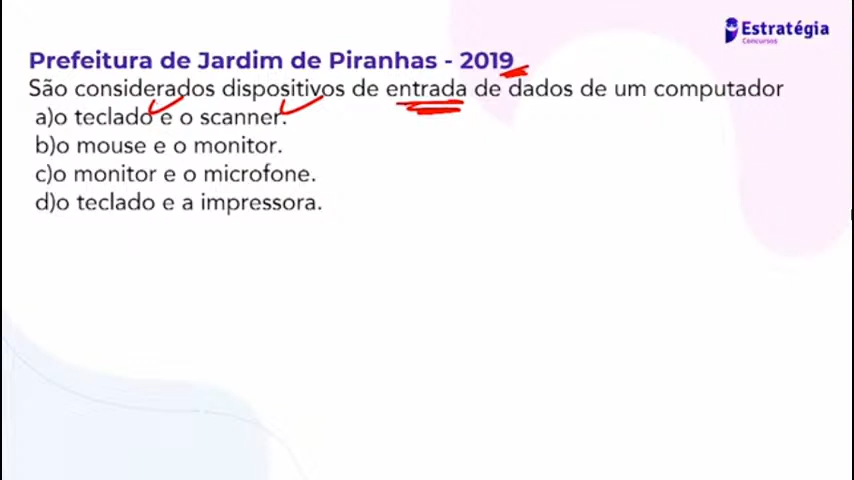 Estratégia
Concursos
Prefeitura de Jardim de Piranhas - 2019
São considerados dispositivos de entrada de dados de um computador
a)o teclado e o scanner.
b)o mouse e o monitor.
c)o monitor e o microfone.
d)o teclado e a impressora.